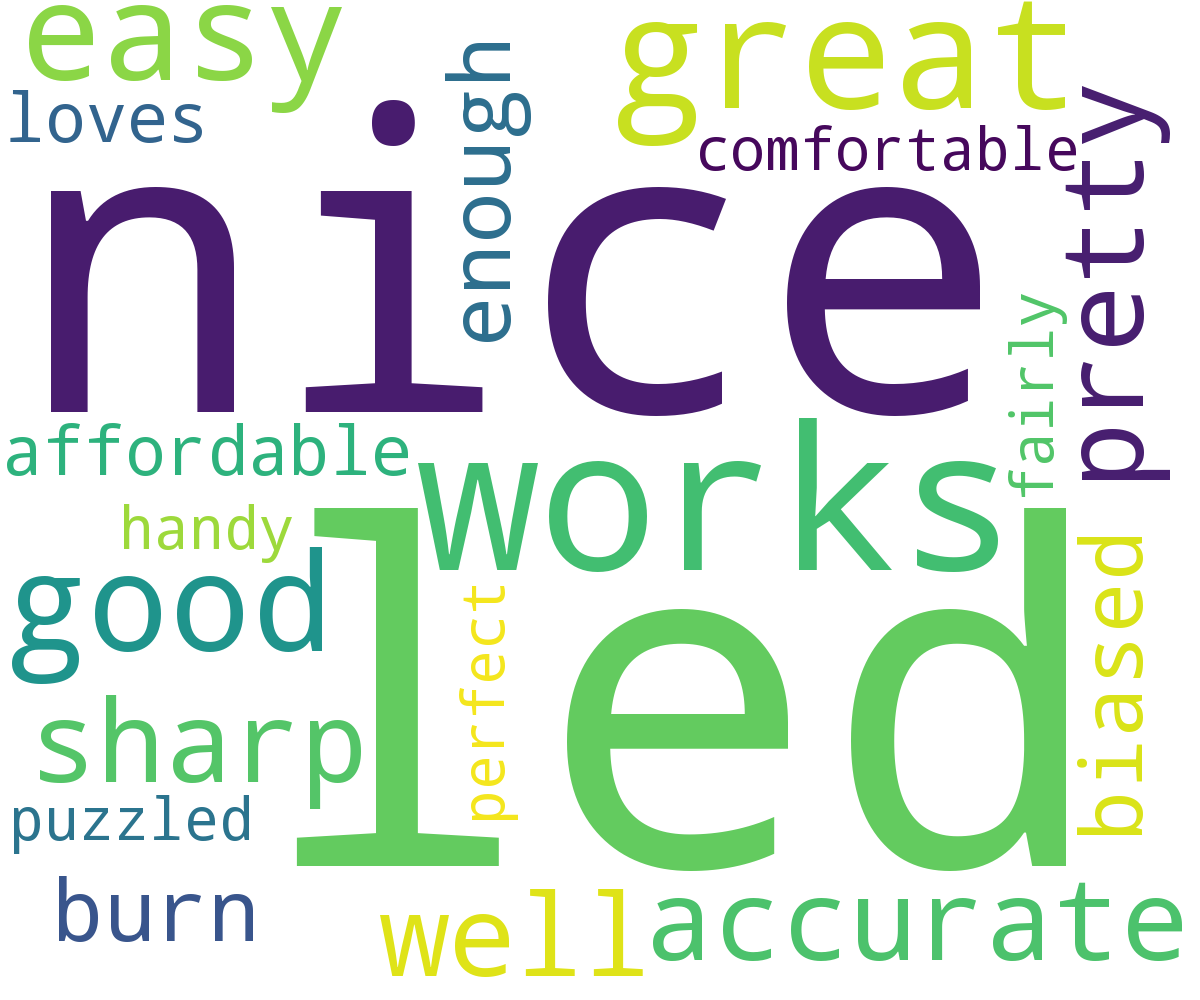 easy
great
loves
enough
comfortable
pretty
nice
fairly
affordable
works
handy
good
led
perfect
biased
sharp
puzzled
burn
well
accurate